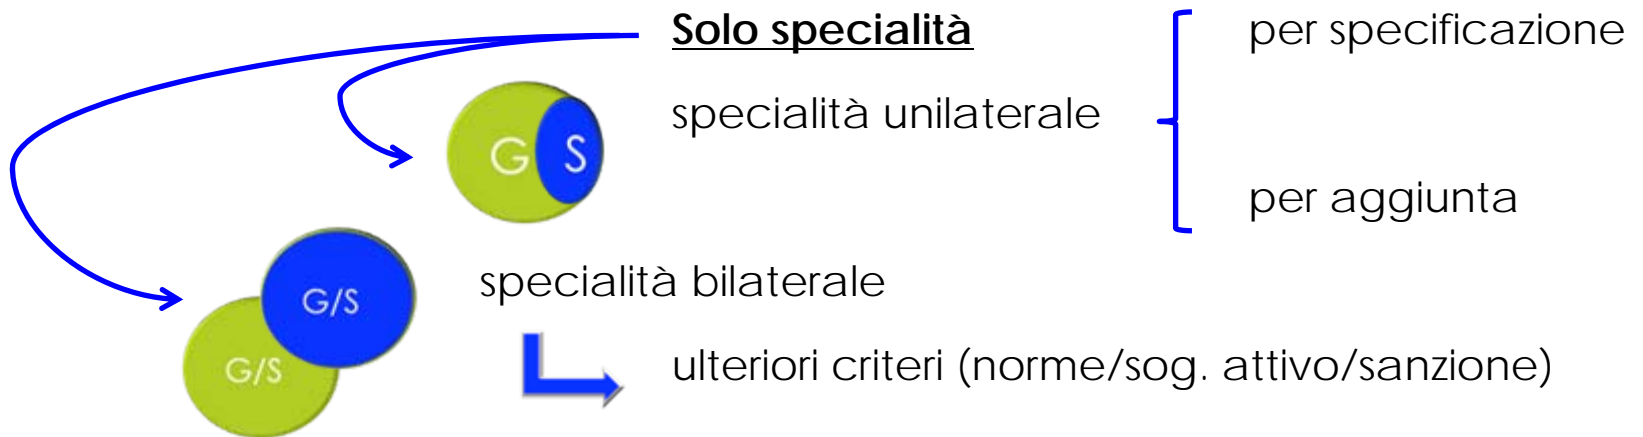 Solo specialità
per specificazione
specialità unilaterale
G S
per aggiunta
specialità bilaterale
G/S
G/S
ulteriori criteri (norme/sog. attivo/sanzione)